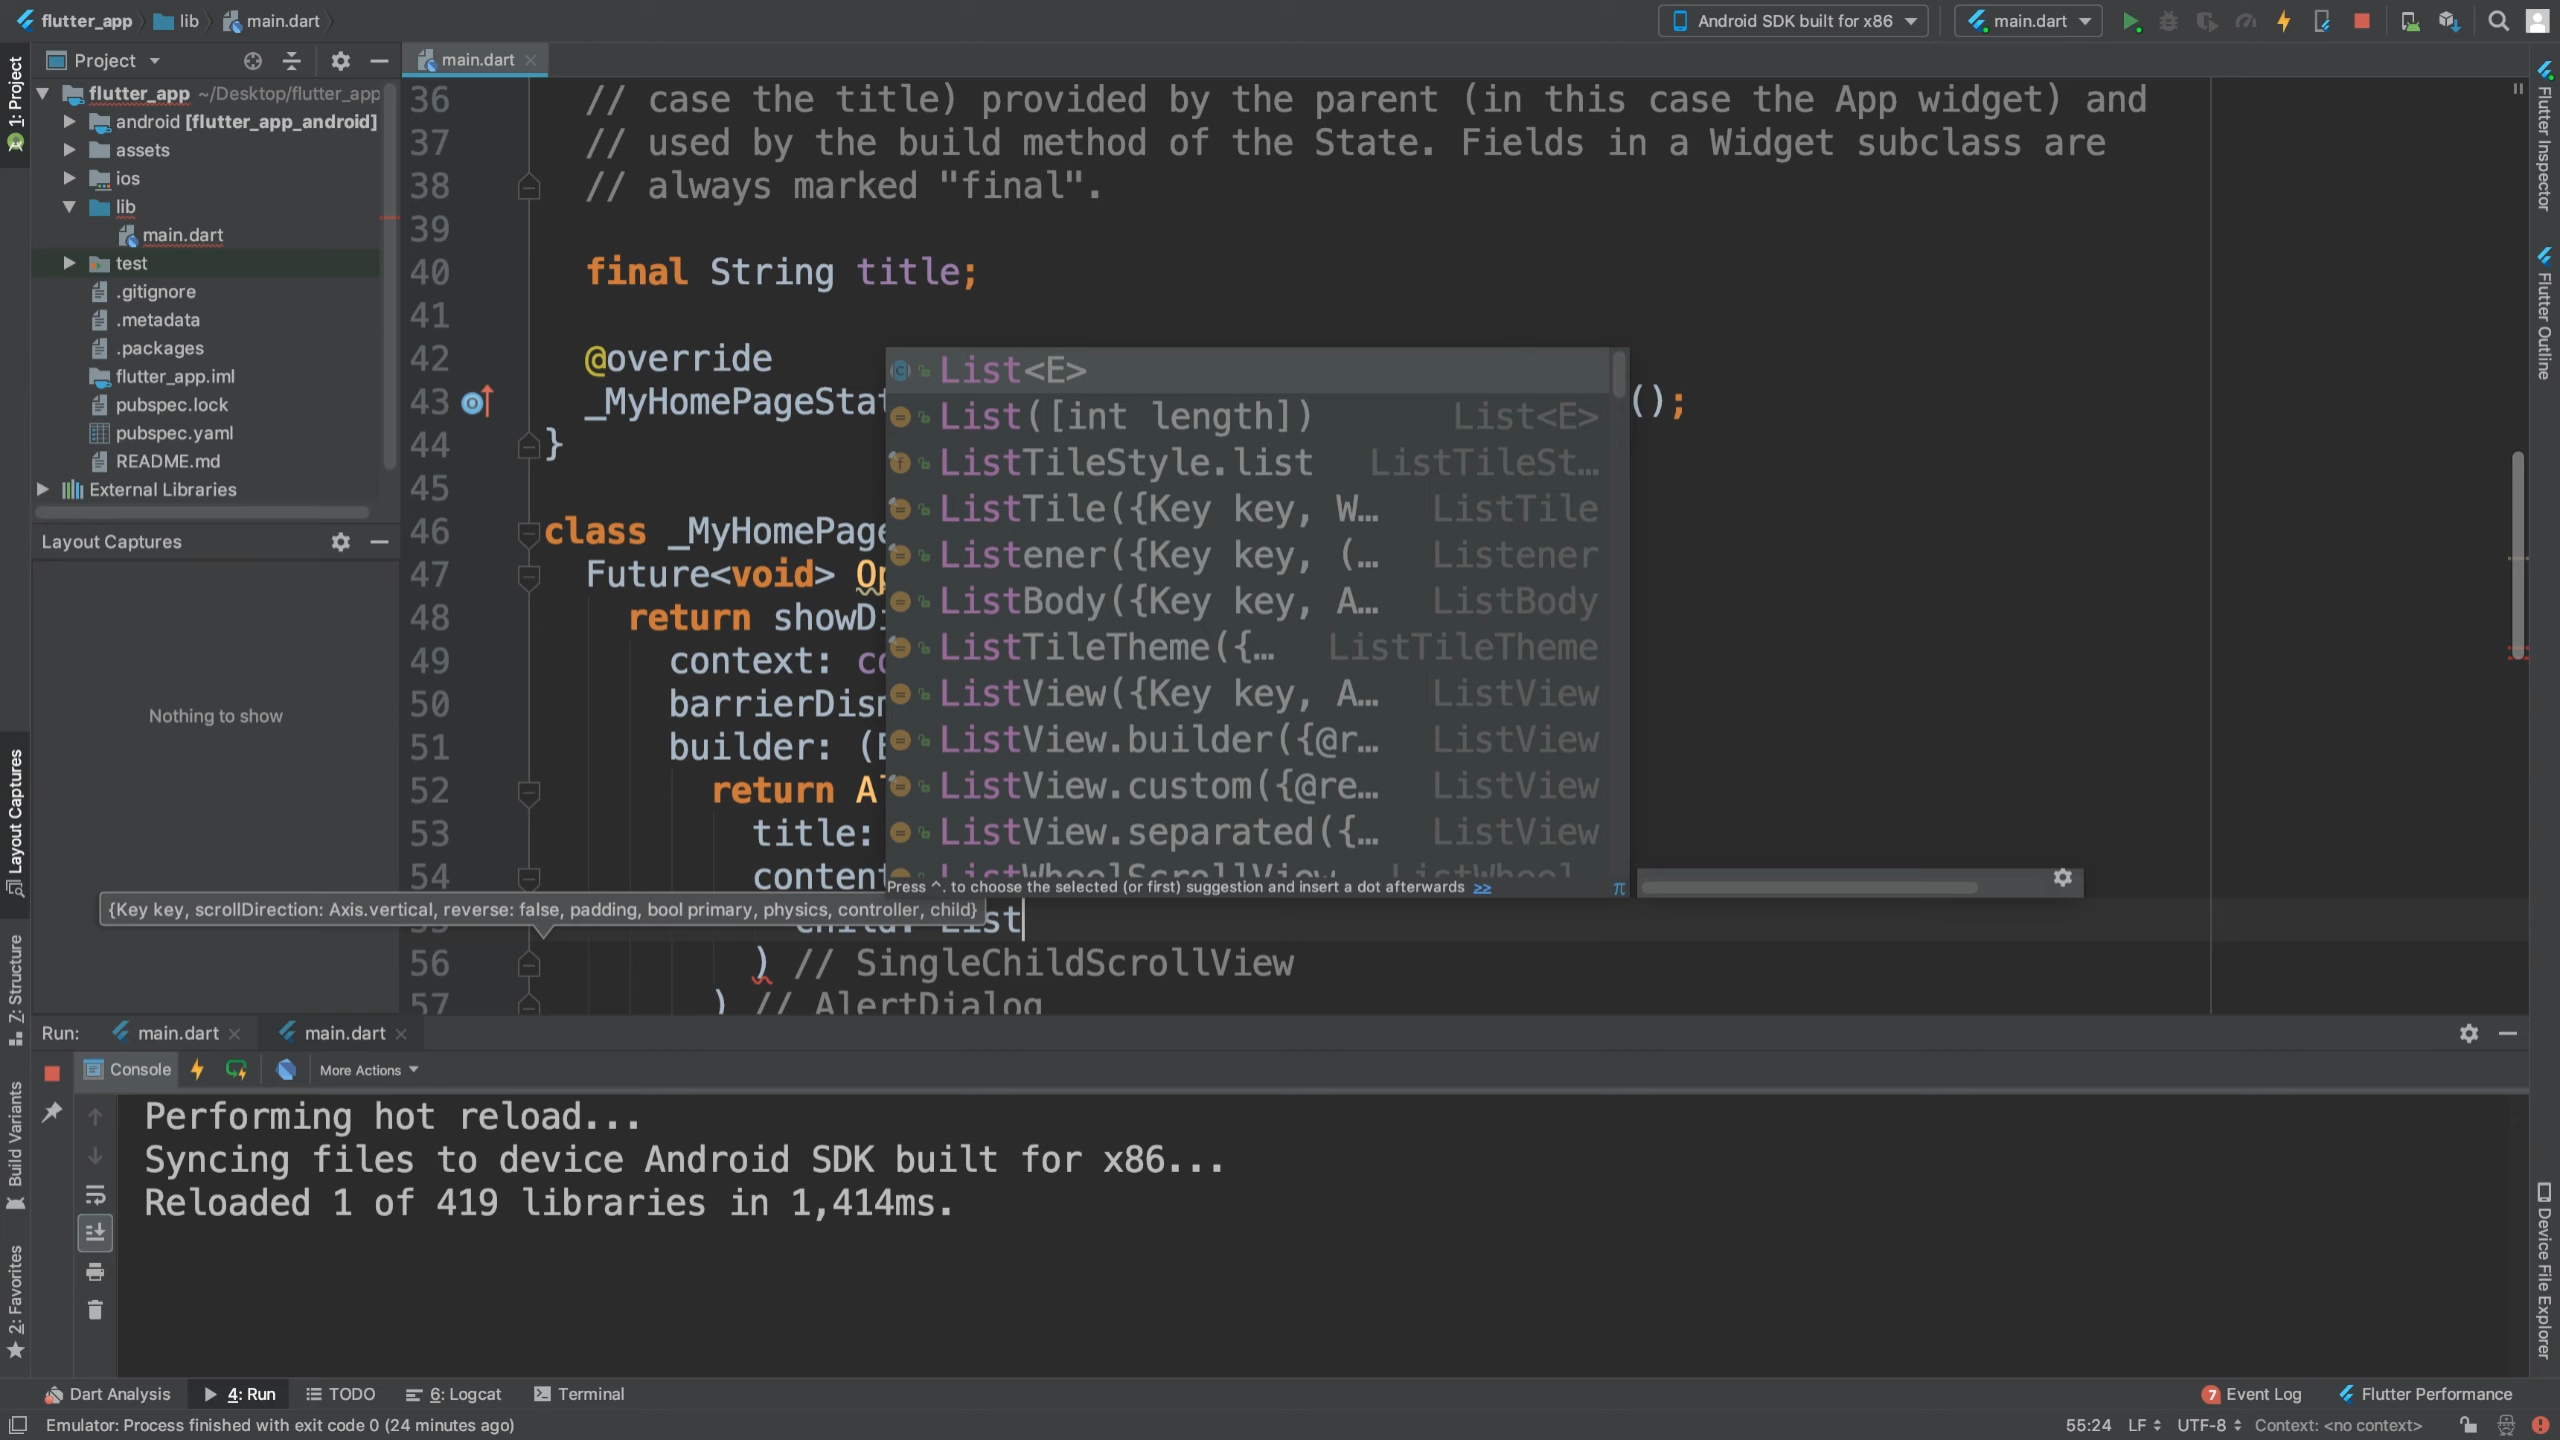 flutter_app lib main.dart
Android SDK built for x86 main.dart
Project
main.dart
1: Project
flutter_app ~/Desktop/flutter_app
android [flutter_app_android]
assets
ios
lib
main.dart
test
.gitignore
.metadata
.packages
flutter_app.iml
pubspec.lock
pubspec.yaml
README.md
External Libraries
Layout Captures
Nothing to show
Layout Captures
Z: Structure
Build Variants
2: Favorites
36 // case the title) provided by the parent (in this case the App widget) and
37 // used by the build method of the State. Fields in a Widget subclass are
38 // always marked "final".
39
40 final String title;
41
42 @override
43 _MyHomePageStat ();
44 }
45
46 class _MyHomePage
47 Future<void> Op
48 return showDi
49 context: co
50 barrierDism
51 builder: (B
52 return Al
53 title:
54 content
child: List
56 ) // SingleChildScrollView
57 ) // AlertDialog
List<E>
List([int length]) List<E>
ListTileStyle.list ListTileSt…
ListTile({Key key, W… ListTile
Listener({Key key, (… Listener
ListBody({Key key, A… ListBody
ListTileTheme({… ListTileTheme
ListView({Key key, A… ListView
ListView.builder({@r… ListView
ListView.custom({@re… ListView
ListView.separated({… ListView
ListWheelScrollView ListWheel
Press ^. to choose the selected (or first) suggestion and insert a dot afterwards >> π
{Key key, scrollDirection: Axis.vertical, reverse: false, padding, bool primary, physics, controller, child}
Flutter Inspector
Flutter Outline
Device File Explorer
Run: main.dart main.dart
Console More Actions
Performing hot reload...
Syncing files to device Android SDK built for x86...
Reloaded 1 of 419 libraries in 1,414ms.
Dart Analysis 4: Run TODO 6: Logcat Terminal 7 Event Log Flutter Performance
Emulator: Process finished with exit code 0 (24 minutes ago) 55:24 LF UTF-8 Context: <no context>